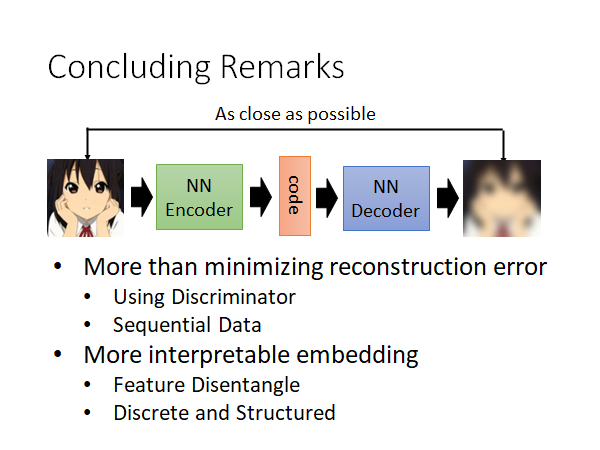 Concluding Remarks
As close as possible
NN
Encoder
code
NN
Decoder
• More than minimizing reconstruction error
• Using Discriminator
• Sequential Data
• More interpretable embedding
• Feature Disentangle
• Discrete and Structured